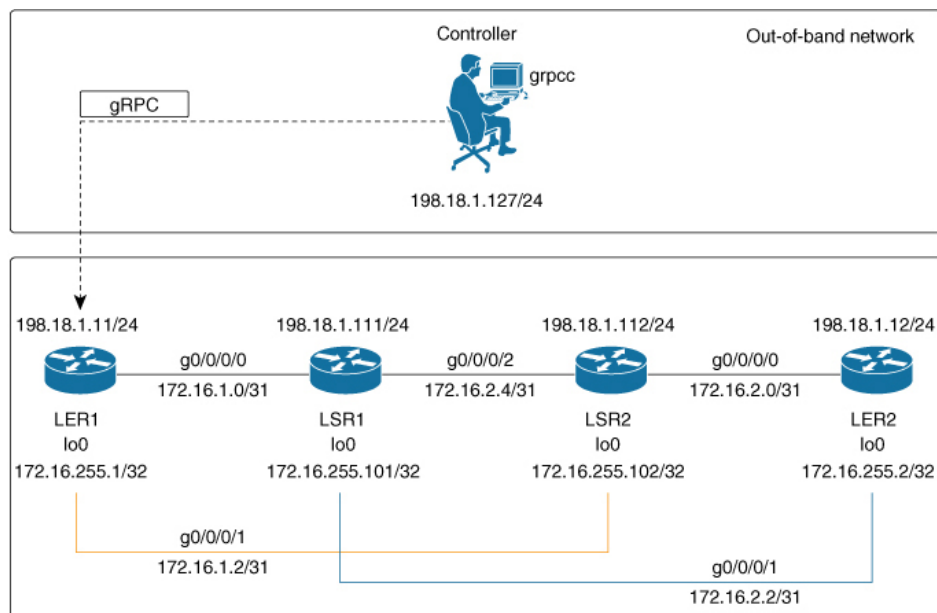 Controller
Out-of-band network
grpcc
gRPC
198.18.1.127/24
198.18.1.11/24
198.18.1.111/24
198.18.1.112/24
198.18.1.12/24
g0/0/0/0
g0/0/0/2
g0/0/0/0
172.16.1.0/31
172.16.2.4/31
172.16.2.0/31
LER1
LSR1
LSR2
LER2
lo0
lo0
lo0
lo0
172.16.255.1/32
172.16.255.101/32
172.16.255.102/32
172.16.255.2/32
g0/0/0/1
172.16.1.2/31
g0/0/0/1
172.16.2.2/31